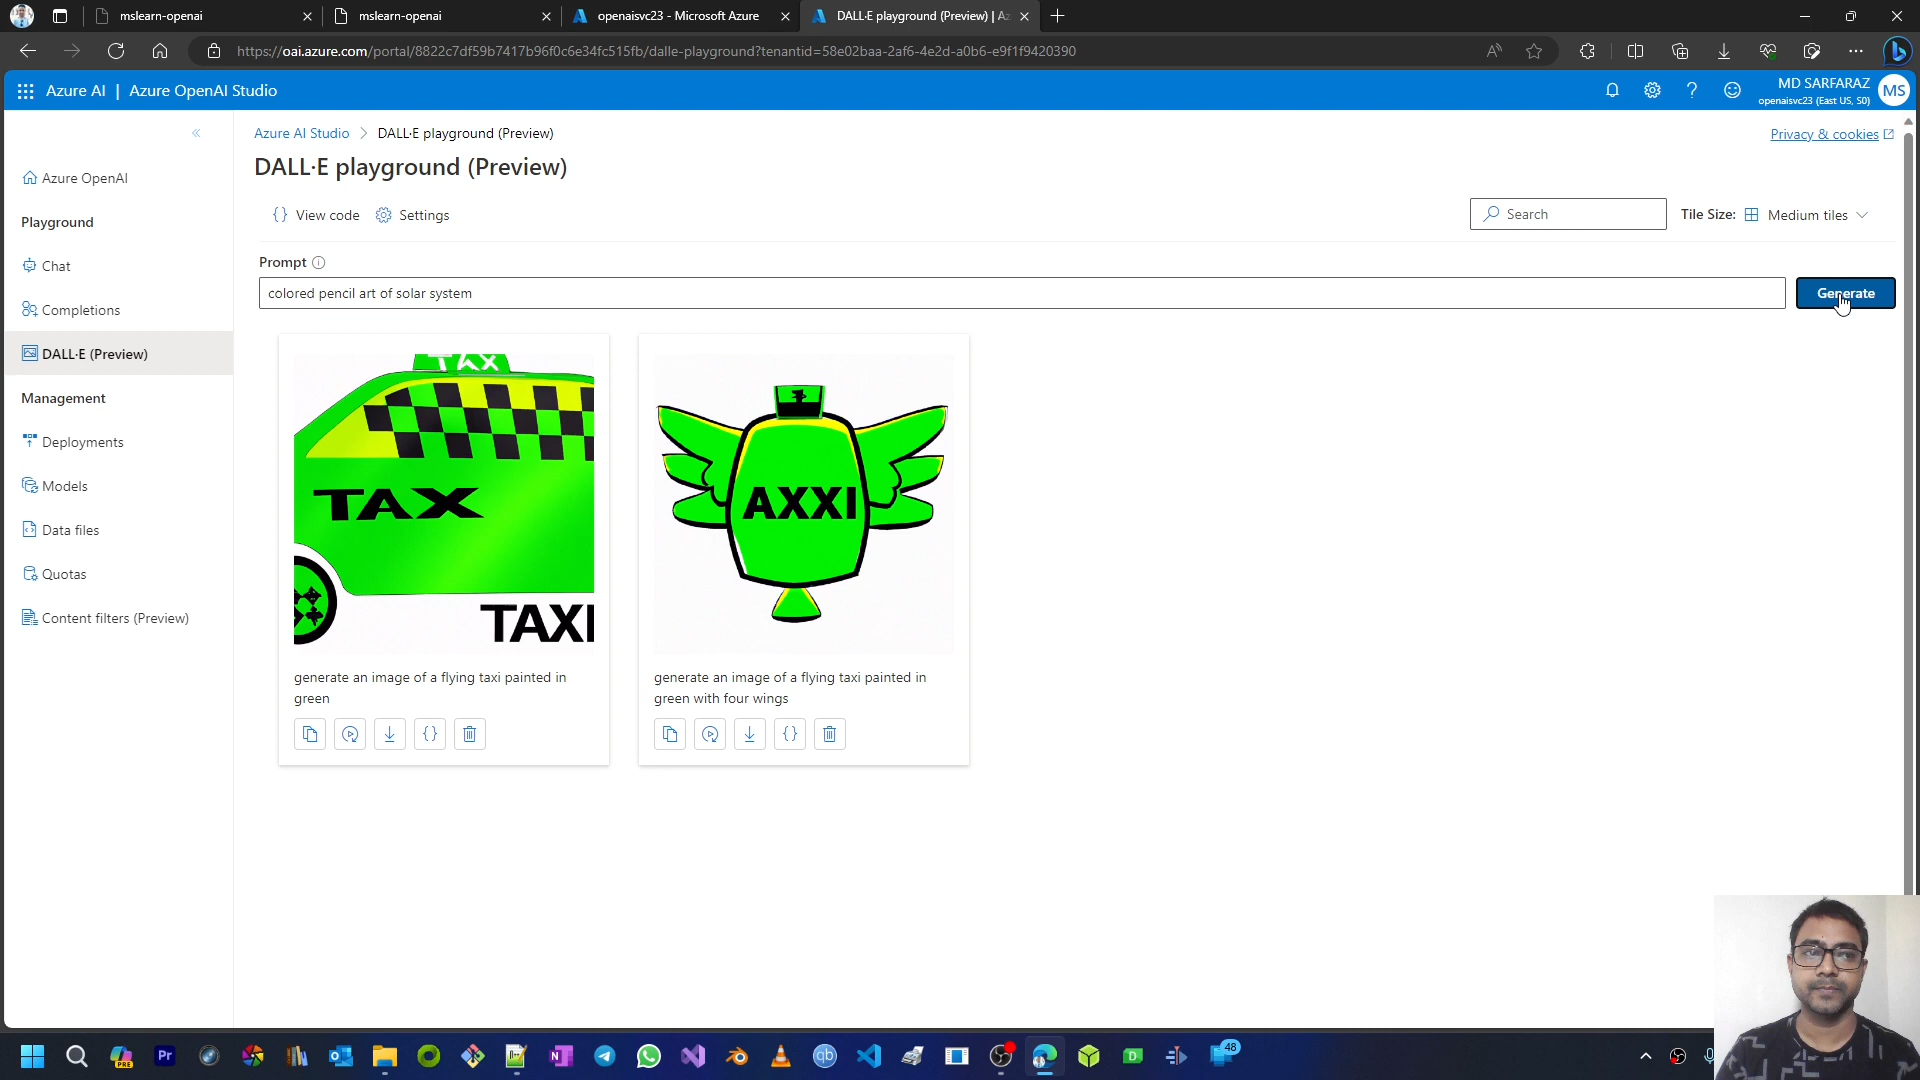 mslearn-openai
mslearn-openai
openaisvc23 - Microsoft Azure
DALL·E playground (Preview) | Az
https://oai.azure.com/portal/8822c7df59b7417b96f0c6e34fc515fb/dalle-playground?tenantid=58e02baa-2af6-4e2d-a0b6-e9f1f9420390
Azure AI | Azure OpenAI Studio
MD SARFARAZ
openaisvc23 (East US, S0)
MS
Azure AI Studio > DALL·E playground (Preview)
Privacy & cookies
DALL·E playground (Preview)
Azure OpenAI
Playground
Chat
Completions
DALL·E (Preview)
Management
Deployments
Models
Data files
Quotas
Content filters (Preview)
{} View code
Settings
Search
Tile Size:
Medium tiles
Prompt
colored pencil art of solar system
Generate
TAX
TAX
TAXI
generate an image of a flying taxi painted in
green
{}
AXXI
generate an image of a flying taxi painted in
green with four wings
{}
PRE
Pr
N
qb
D
48